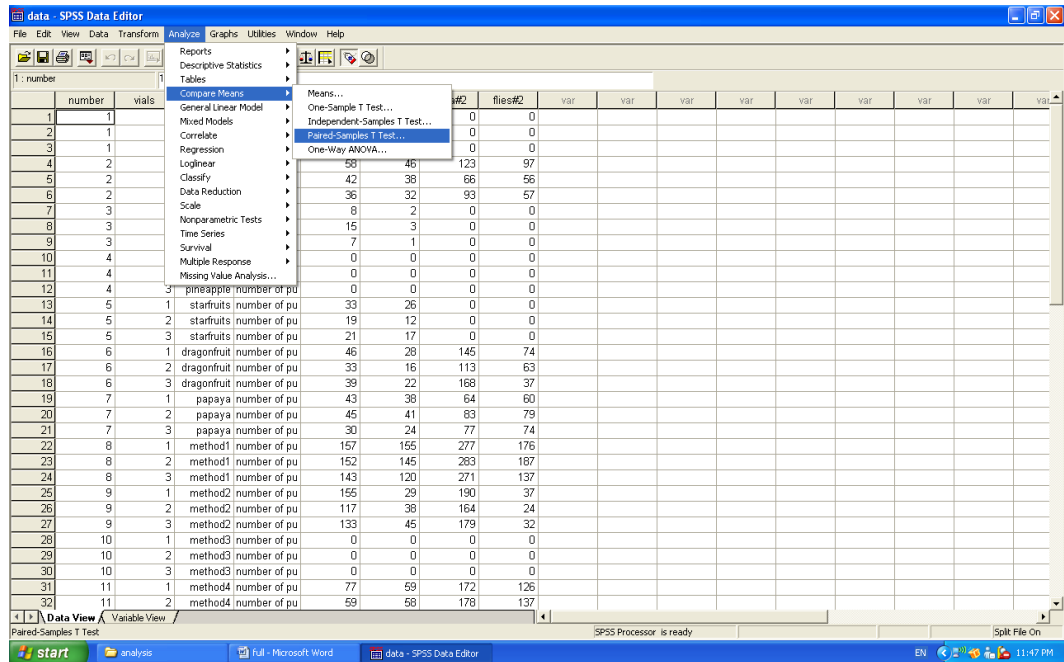 data - SPSS Data Editor
File Edit View Data Transform Analyze Graphs Utilities Window Help
1 : number 1
Reports
Descriptive Statistics
Tables
Compare Means
General Linear Model
Mixed Models
Correlate
Regression
Loglinear
Classify
Data Reduction
Scale
Nonparametric Tests
Time Series
Survival
Multiple Response
Missing Value Analysis...
Means...
One-Sample T Test...
Independent-Samples T Test...
Paired-Samples T Test...
One-Way ANOVA...
number vials a#2 flies#2 var var var var var var var var var
1 1 0 0
2 1 0 0
3 1 0 0
4 2 58 46 123 97
5 2 42 38 66 56
6 2 36 32 93 57
7 3 8 2 0 0
8 3 15 3 0 0
9 3 7 1 0 0
10 4 0 0 0 0
11 4 0 0 0 0
12 4 3 pineapple number of pu 0 0 0 0
13 5 1 starfruits number of pu 33 26 0 0
14 5 2 starfruits number of pu 19 12 0 0
15 5 3 starfruits number of pu 21 17 0 0
16 6 1 dragonfruit number of pu 46 28 145 74
17 6 2 dragonfruit number of pu 33 16 113 63
18 6 3 dragonfruit number of pu 39 22 168 37
19 7 1 papaya number of pu 43 38 64 60
20 7 2 papaya number of pu 45 41 83 79
21 7 3 papaya number of pu 30 24 77 74
22 8 1 method1 number of pu 157 155 277 176
23 8 2 method1 number of pu 152 145 283 187
24 8 3 method1 number of pu 143 120 271 137
25 9 1 method2 number of pu 155 29 190 37
26 9 2 method2 number of pu 117 38 164 24
27 9 3 method2 number of pu 133 45 179 32
28 10 1 method3 number of pu 0 0 0 0
29 10 2 method3 number of pu 0 0 0 0
30 10 3 method3 number of pu 0 0 0 0
31 11 1 method4 number of pu 77 59 172 126
32 11 2 method4 number of pu 59 58 178 137
Data View Variable View
Paired-Samples T Test SPSS Processor is ready Split File On
start analysis full - Microsoft Word data - SPSS Data Editor EN 11:47 PM